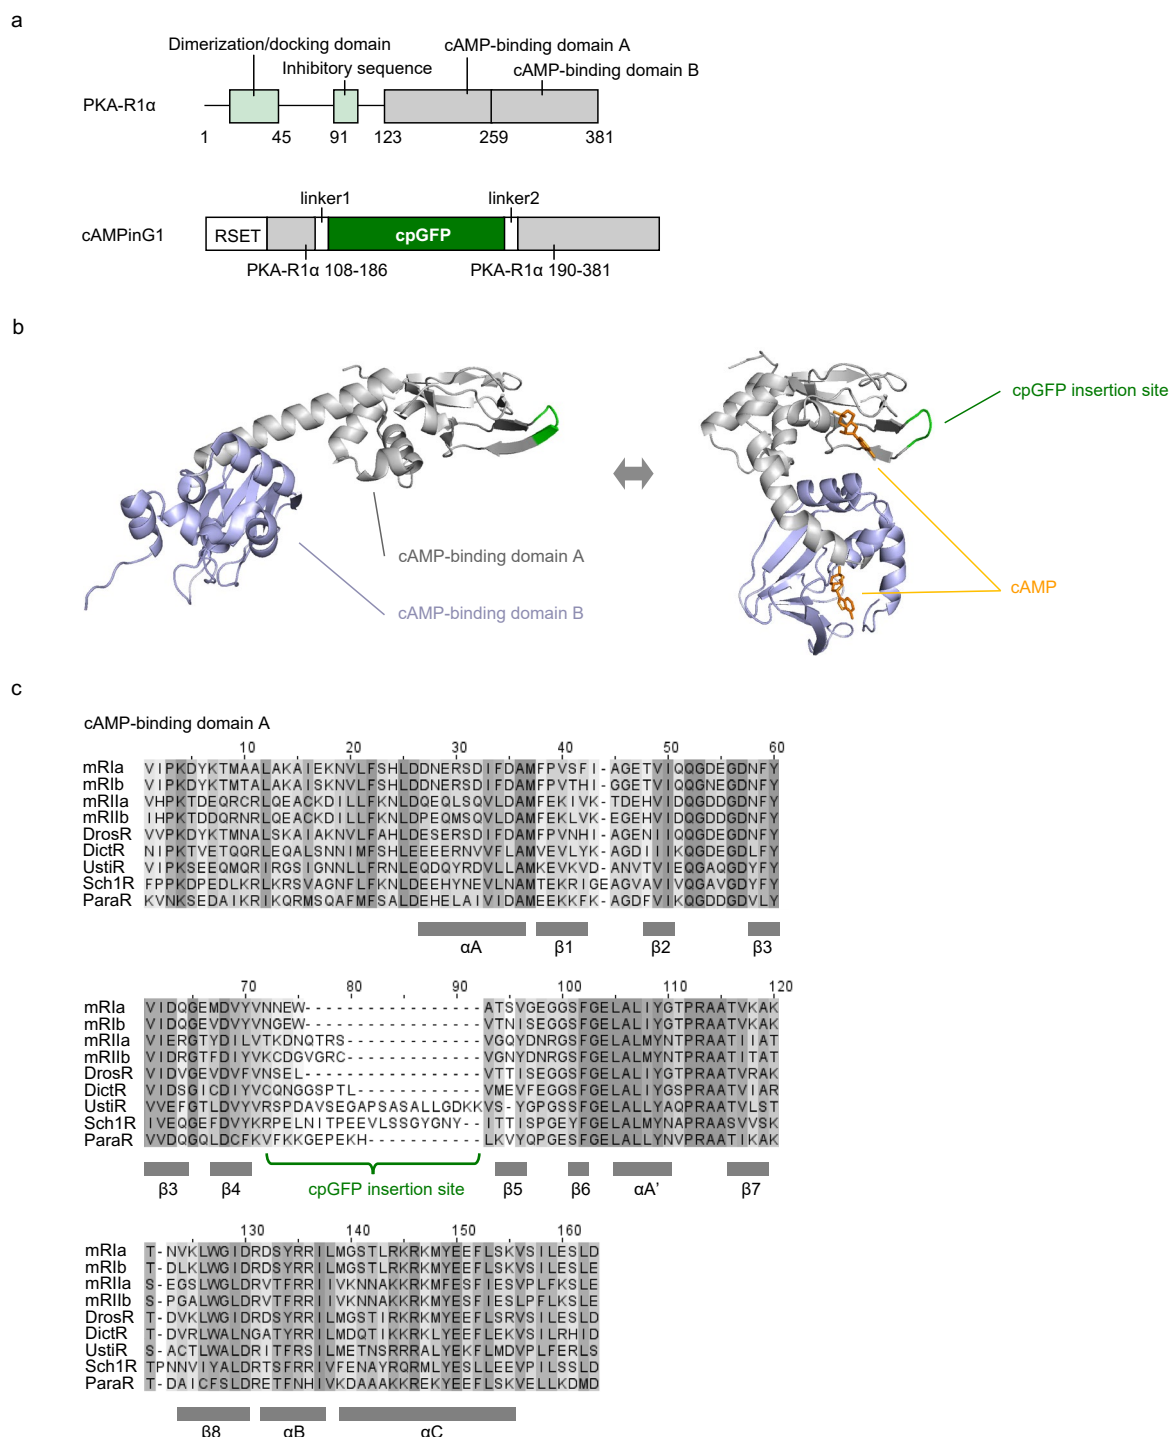 a
Dimerization/docking domain
cAMP-binding domain A
Inhibitory sequence
cAMP-binding domain B
PKA-R1α
1 45 91 123 259 381
linker1 linker2
cAMPinG1
RSET cpGFP
PKA-R1α 108-186 PKA-R1α 190-381
b
cpGFP insertion site
cAMP-binding domain A
cAMP-binding domain B
cAMP
c
cAMP-binding domain A
10 20 30 40 50 60
mRIa VIPKDYKTMAALAKAIEKNVLFSHLDDNERSDIFDAMFPVSFI-AGETVIQQGDEGDNFY
mRIb VIPKDYKTMTALAKAISKNVLFSHLDDNERSDIFDAMFPVTHI-GGETVIQQGNEGDNFY
mRIIa VHPKTDEQRCRLQEACKDILLFKNLDQEQLSQVLDAMFEKIVK-TDEHVIDQGDDGDNFY
mRIIb IHPKTDDQRNRLQEACKDILLFKNLDPEQMSQVLDAMFEKLVK-EGEHVIDQGDDGDNFY
DrosR VVPKDYKTMNALSKAIAKNVLFAHLDESERSDIFDAMFPVNHI-AGENIIQQGDEGDNFY
DictR NIPKTVETQQRLEQALSNNIMFSHLEEEERNVVFLAMVEVLYK-AGDIIIKQGDEGDLFY
UstiR VIPKSEEQMQRIRGSIGNNLLFRNLEQDQYRDVLLAMKEVKVD-ANVTVIEQGAQGDYFY
Sch1R FPPKDPEDLKRLKRSVAGNFLFKNLDEEHYNEVLNAMTEKRIGEAGVAVIVQGAVGDYFY
ParaR KVNKSEDAIKRIKQRMSQAFMFSALDEHELAIVIDAMEEKKFK-AGDFVIKQGDDGDVLY
αA β1 β2 β3
70 80 90 100 110 120
mRIa VIDQGEMDVYVNNEW-----------------ATSVGEGGSFGELALIYGTPRAATVKAK
mRIb VIDQGEVDVYVNGEW-----------------VTNISEGGSFGELALIYGTPRAATVKAK
mRIIa VIERGTYDILVTKDNQTRS-------------VGQYDNRGSFGELALMYNTPRAATIIAT
mRIIb VIDRGTFDIYVKCDGVGRC-------------VGNYDNRGSFGELALMYNTPRAATITAT
DrosR VIDVGEVDVFVNSEL-----------------VTTISEGGSFGELALIYGTPRAATVRAK
DictR VIDSGICDIYVCQNGGSPTL------------VMEVFEGGSFGELALIYGSPRAATVIAR
UstiR VVEFGTLDVYVRSPDAVSEGAPSASALLGDKKVVS-YGPGSSFGELALLYAQPRAATVLST
Sch1R IVEQGEFDVYKRPELNITPEEVLSSGYGNY--ITTISPGEYFGELALMYNAPRAASVVSK
ParaR VVDQGQLDCFKVFKKGEPEKH-----------LKVYQPGESFGELALLYNVPRAATIKAK
β3 β4 cpGFP insertion site β5 β6 αA' β7
130 140 150 160
mRIa T-NVKLWGIDRDSYRRILMGSTLRKRKMYEEFLSKVSILESLD
mRIb T-DLKLWGIDRDSYRRILMGSTLRKRKMYEEFLSKVSILESLE
mRIIa S-EGSLWGLDRVTFRRIIVKNNAKKRKMFESFIESVPLFKSLE
mRIIb S-PGALWGLDRVTFRRIIVKNNAKKRKMYESFIESLPFLKSLE
DrosR T-DVKLWGIDRDSYRRILMGSTIRKRKMYEEFLSRVSILESLD
DictR T-DVRLWALNGATYRRILMDQTIKKRKLYEEFLEKVSILRHID
UstiR S-ACTLWALDRITFRSILMETNSRRRALYEKFLMDVPLFERLS
Sch1R TPNNVIYALDRTSFRRIVFENAYRQRMLYESLLEEVPILSSLD
ParaR T-DAICFSLDRETFNHIVKDAAAKKREKYEEFLSKVELLKDMD
β8 αB αC